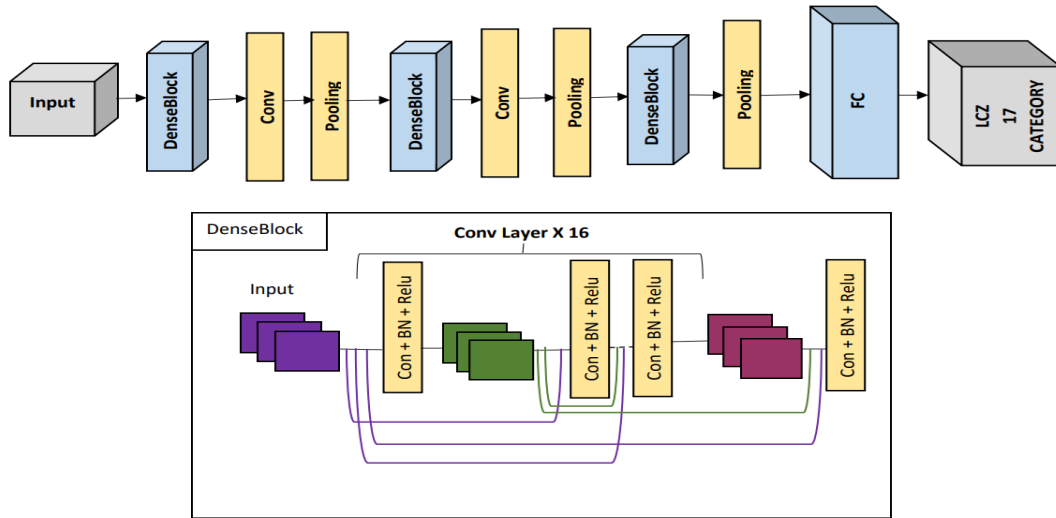 Input
DenseBlock
Conv
Pooling
DenseBlock
Conv
Pooling
DenseBlock
Pooling
FC
LCZ
17
CATEGORY
DenseBlock
Conv Layer X 16
Input
Con + BN + Relu
Con + BN + Relu
Con + BN + Relu
Con + BN + Relu